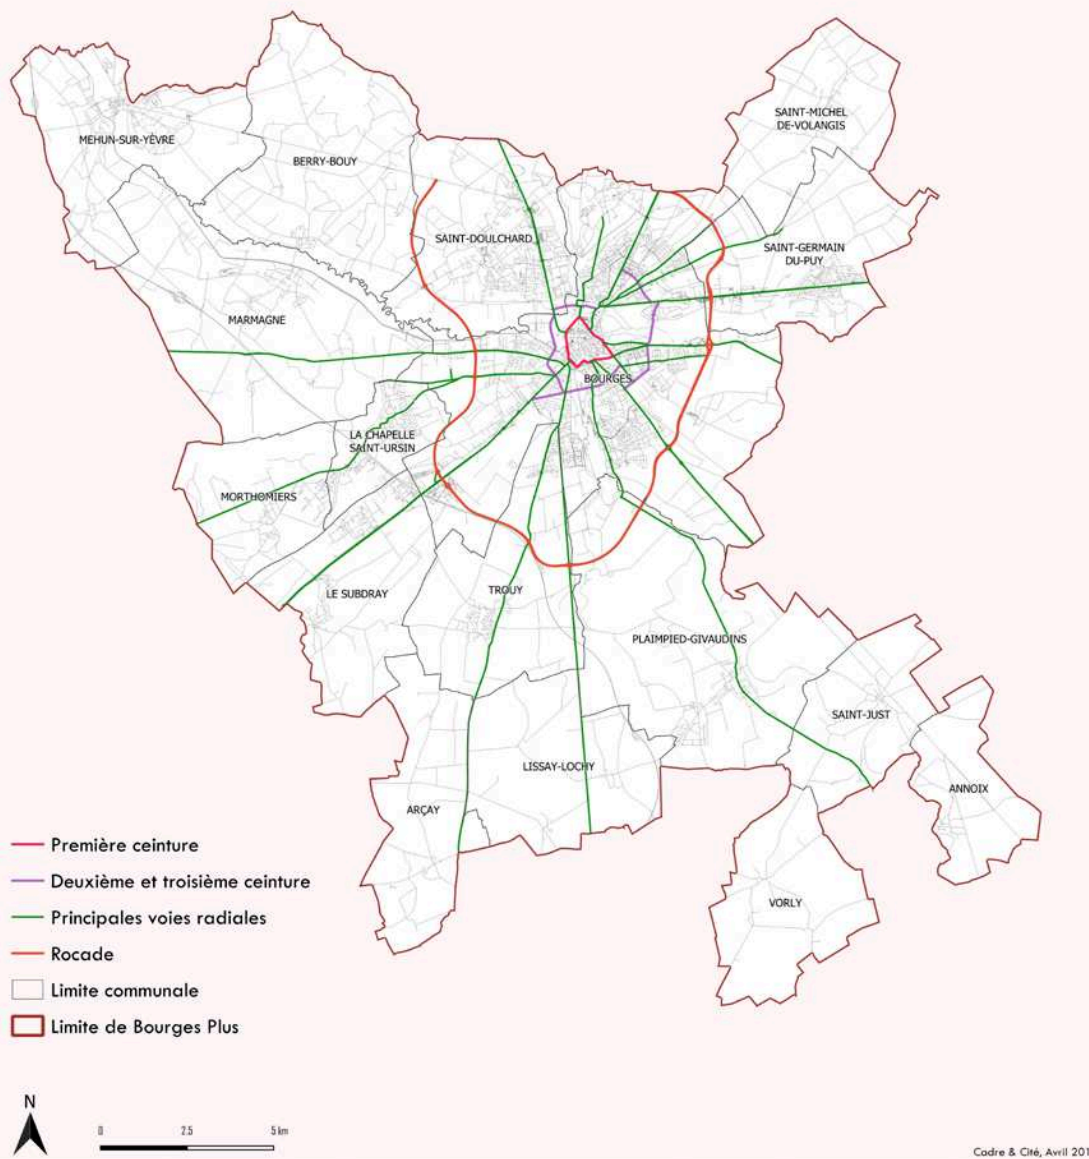 SAINT-MICHEL
DE-VOLANGIS
MEHUN-SUR-YÈVRE
BERRY-BOUY
SAINT-DOULCHARD
SAINT-GERMAIN
DU-PUY
MARMAGNE
BOURGES
LA CHAPELLE
SAINT-URSIN
MORTHOMIERS
LE SUBDRAY
TROUY
PLAIMPIED-GIVAUDINS
SAINT-JUST
LISSAY-LOCHY
ANNOIX
ARÇAY
VORLY
Première ceinture
Deuxième et troisième ceinture
Principales voies radiales
Rocade
Limite communale
Limite de Bourges Plus
N
0 2.5 5 km
Cadre & Cité, Avril 201